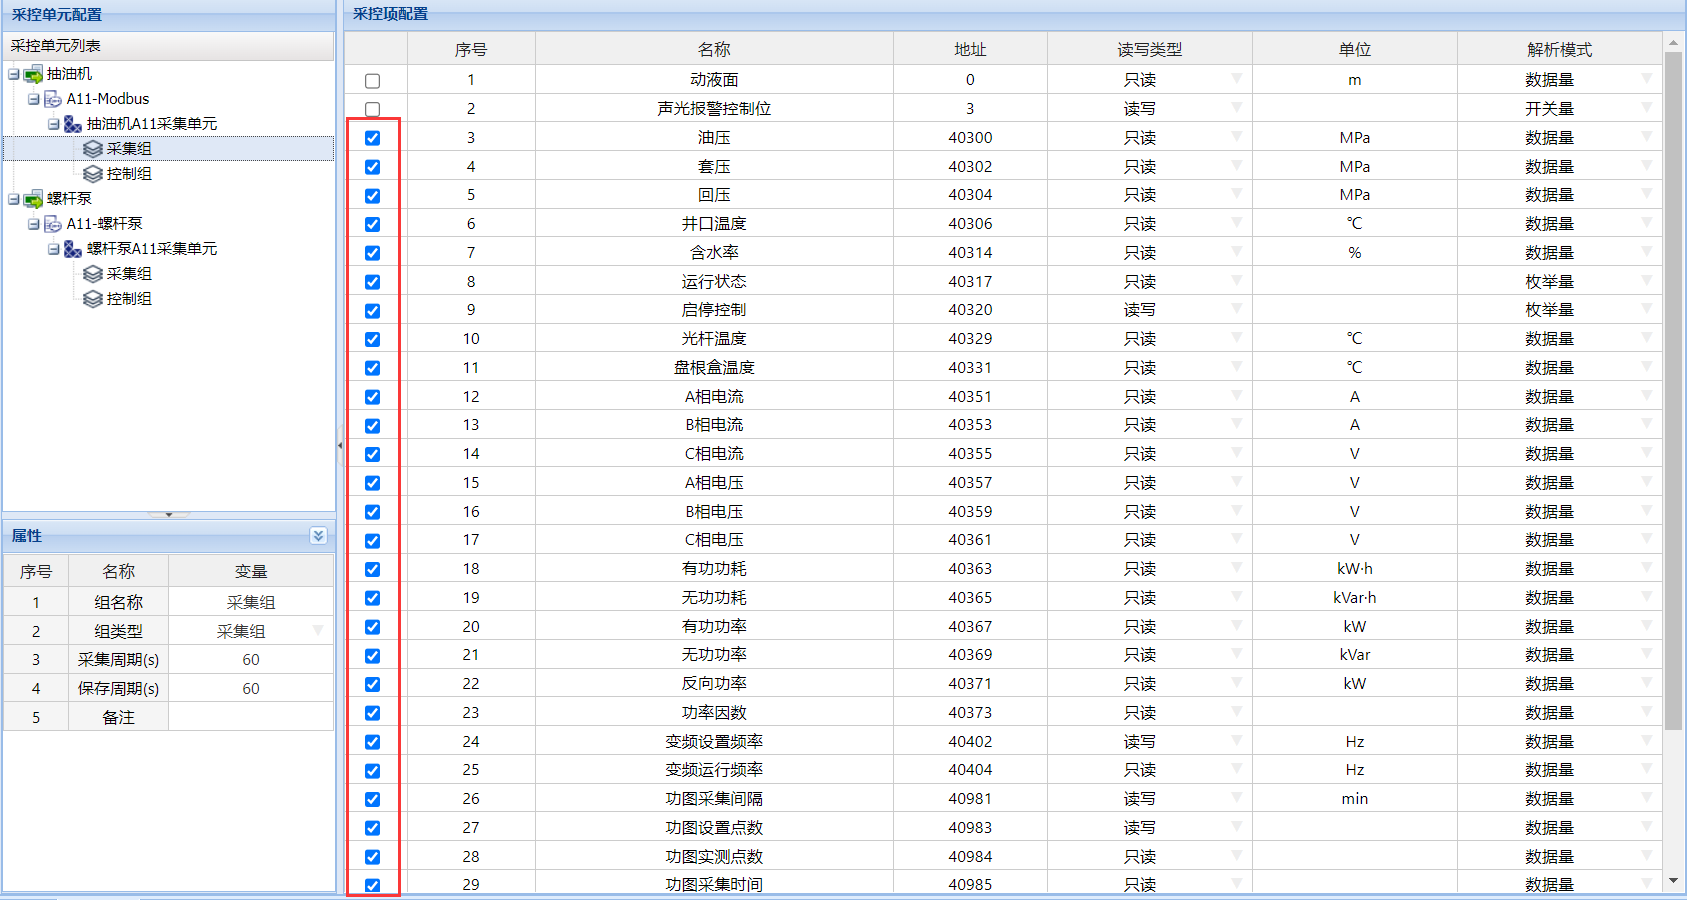 采控单元配置
采控单元列表
抽油机
A11-Modbus
抽油机A11采集单元
采集组
控制组
螺杆泵
A11-螺杆泵
螺杆泵A11采集单元
采集组
控制组
属性
序号 名称 变量
1 组名称 采集组
2 组类型 采集组
3 采集周期(s) 60
4 保存周期(s) 60
5 备注
采控项配置
序号 名称 地址 读写类型 单位 解析模式
1 动液面 0 只读 m 数据量
2 声光报警控制位 3 读写 开关量
3 油压 40300 只读 MPa 数据量
4 套压 40302 只读 MPa 数据量
5 回压 40304 只读 MPa 数据量
6 井口温度 40306 只读 ℃ 数据量
7 含水率 40314 只读 % 数据量
8 运行状态 40317 只读 枚举量
9 启停控制 40320 读写 枚举量
10 光杆温度 40329 只读 ℃ 数据量
11 盘根盒温度 40331 只读 ℃ 数据量
12 A相电流 40351 只读 A 数据量
13 B相电流 40353 只读 A 数据量
14 C相电流 40355 只读 V 数据量
15 A相电压 40357 只读 V 数据量
16 B相电压 40359 只读 V 数据量
17 C相电压 40361 只读 V 数据量
18 有功功耗 40363 只读 kW·h 数据量
19 无功功耗 40365 只读 kVar·h 数据量
20 有功功率 40367 只读 kW 数据量
21 无功功率 40369 只读 kVar 数据量
22 反向功率 40371 只读 kW 数据量
23 功率因数 40373 只读 数据量
24 变频设置频率 40402 读写 Hz 数据量
25 变频运行频率 40404 只读 Hz 数据量
26 功图采集间隔 40981 读写 min 数据量
27 功图设置点数 40983 读写 数据量
28 功图实测点数 40984 只读 数据量
29 功图采集时间 40985 只读 数据量